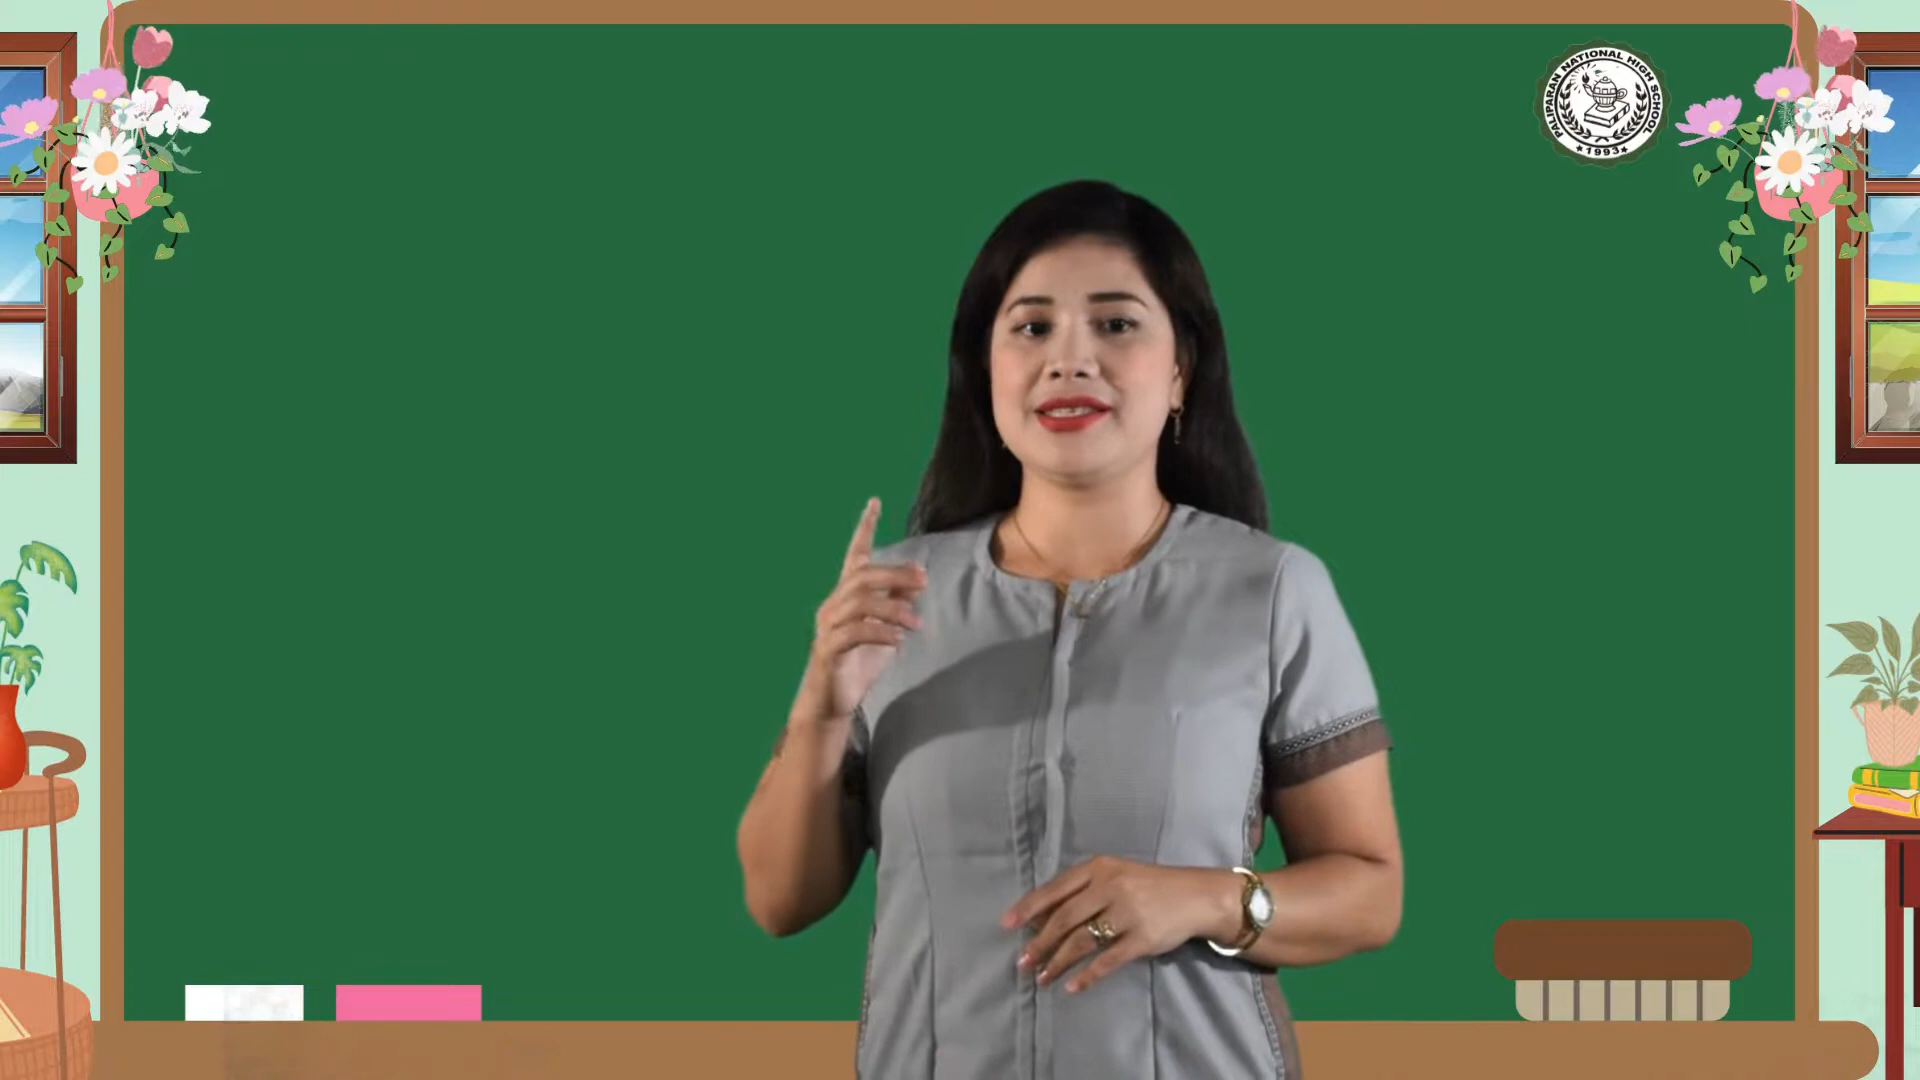 PALIPARAN NATIONAL HIGH SCHOOL
★ 1993 ★